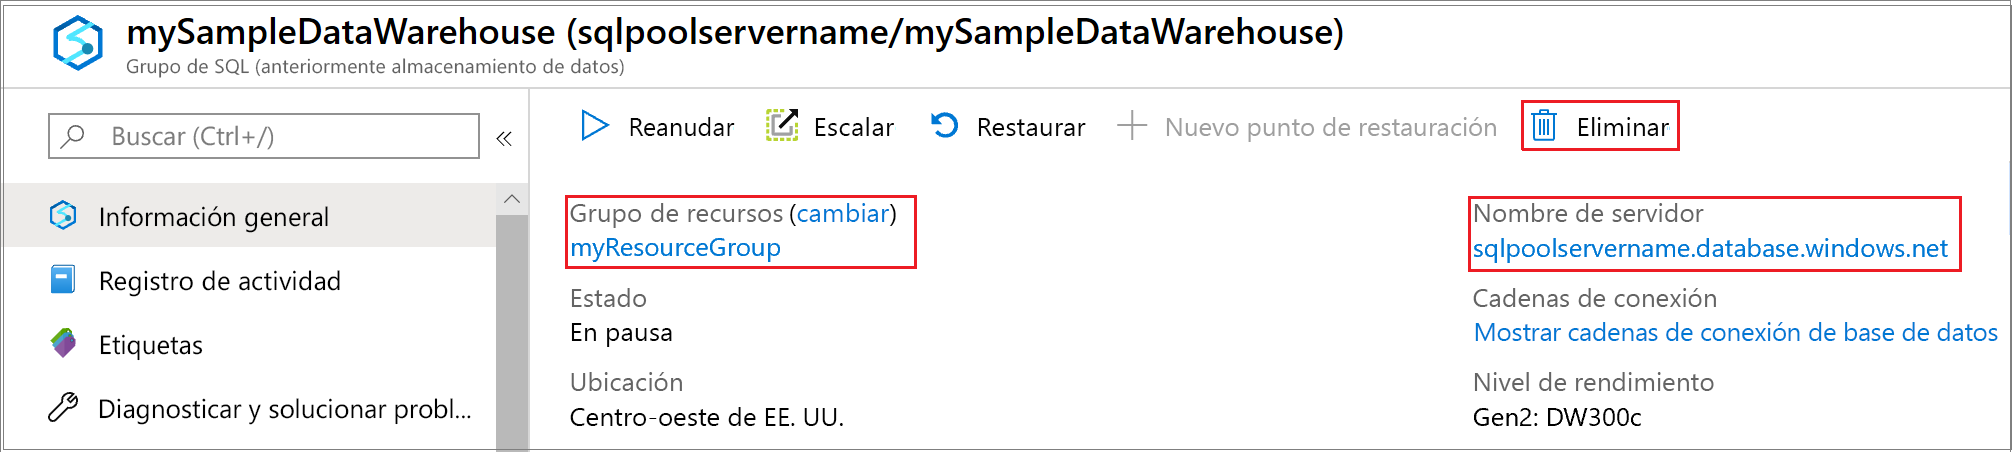 mySampleDataWarehouse (sqlpoolservername/mySampleDataWarehouse)
Grupo de SQL (anteriormente almacenamiento de datos)
Buscar (Ctrl+/)
«
Información general
Registro de actividad
Etiquetas
Diagnosticar y solucionar probl...
Reanudar
Escalar
Restaurar
Nuevo punto de restauración
Eliminar
Grupo de recursos (cambiar)
myResourceGroup
Estado
En pausa
Ubicación
Centro-oeste de EE. UU.
Nombre de servidor
sqlpoolservername.database.windows.net
Cadenas de conexión
Mostrar cadenas de conexión de base de datos
Nivel de rendimiento
Gen2: DW300c